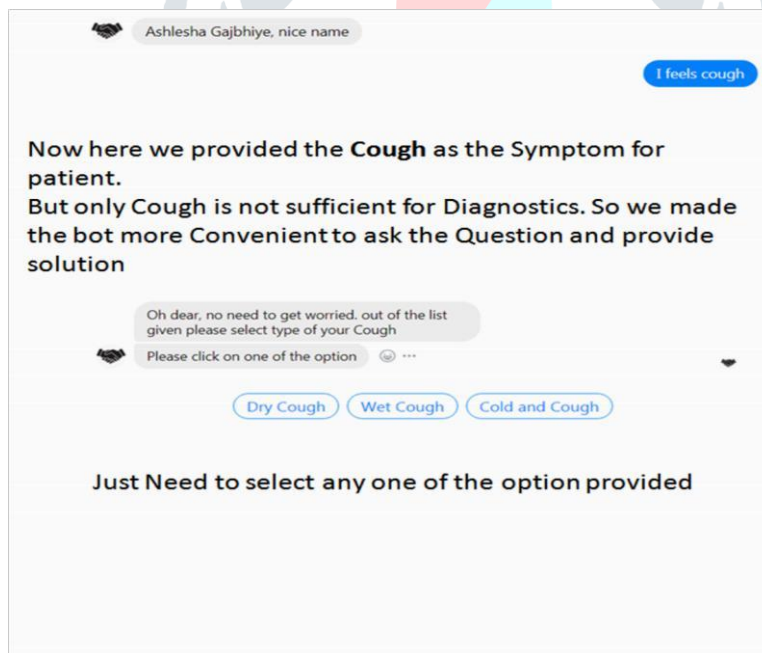 Ashlesha Gajbhiye, nice name
I feels cough
Now here we provided the Cough as the Symptom for
patient.
But only Cough is not sufficient for Diagnostics. So we made
the bot more Convenient to ask the Question and provide
solution
Oh dear, no need to get worried. out of the list
given please select type of your Cough
Please click on one of the option
Dry Cough Wet Cough Cold and Cough
Just Need to select any one of the option provided